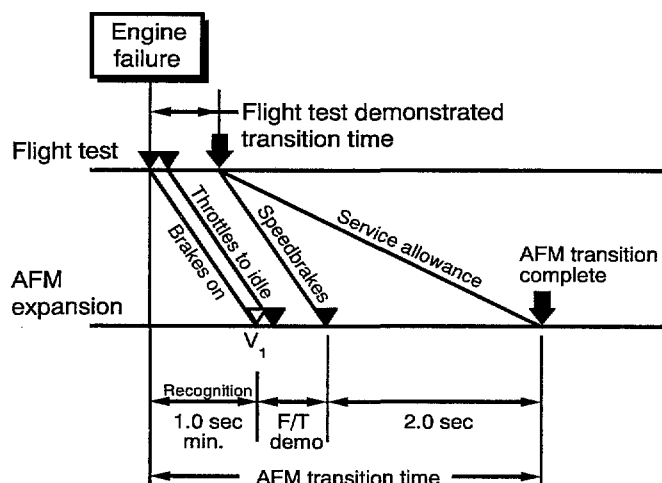 Engine
failure
Flight test demonstrated
transition time
Flight test
Throttles to idle
Brakes on
Speedbrakes
Service allowance
AFM transition
complete
AFM
expansion
V1
Recognition
1.0 sec
min.
F/T
demo
2.0 sec
AFM transition time